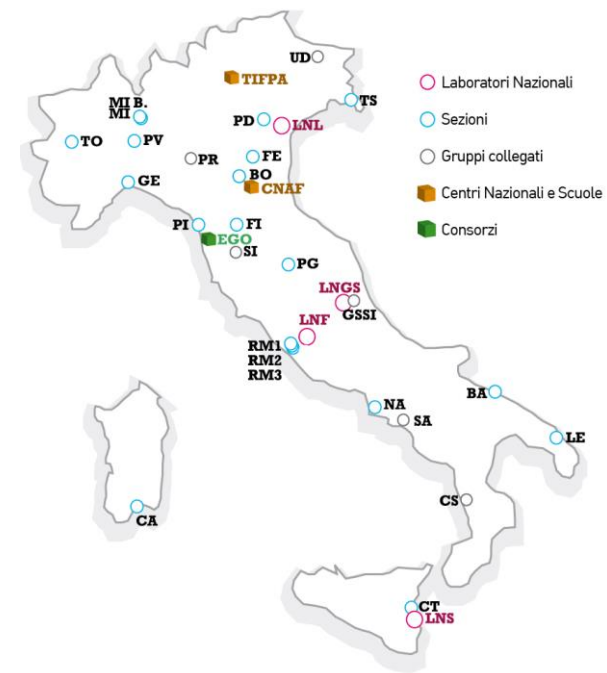 UD
TIFPA
MI B.
MI
TO
PV
PD
LNL
TS
PR
FE
BO
CNAF
GE
PI
FI
EGO
SI
PG
LNGS
GSSI
LNF
RM1
RM2
RM3
NA
SA
BA
LE
CS
CA
CT
LNS
Laboratori Nazionali
Sezioni
Gruppi collegati
Centri Nazionali e Scuole
Consorzi